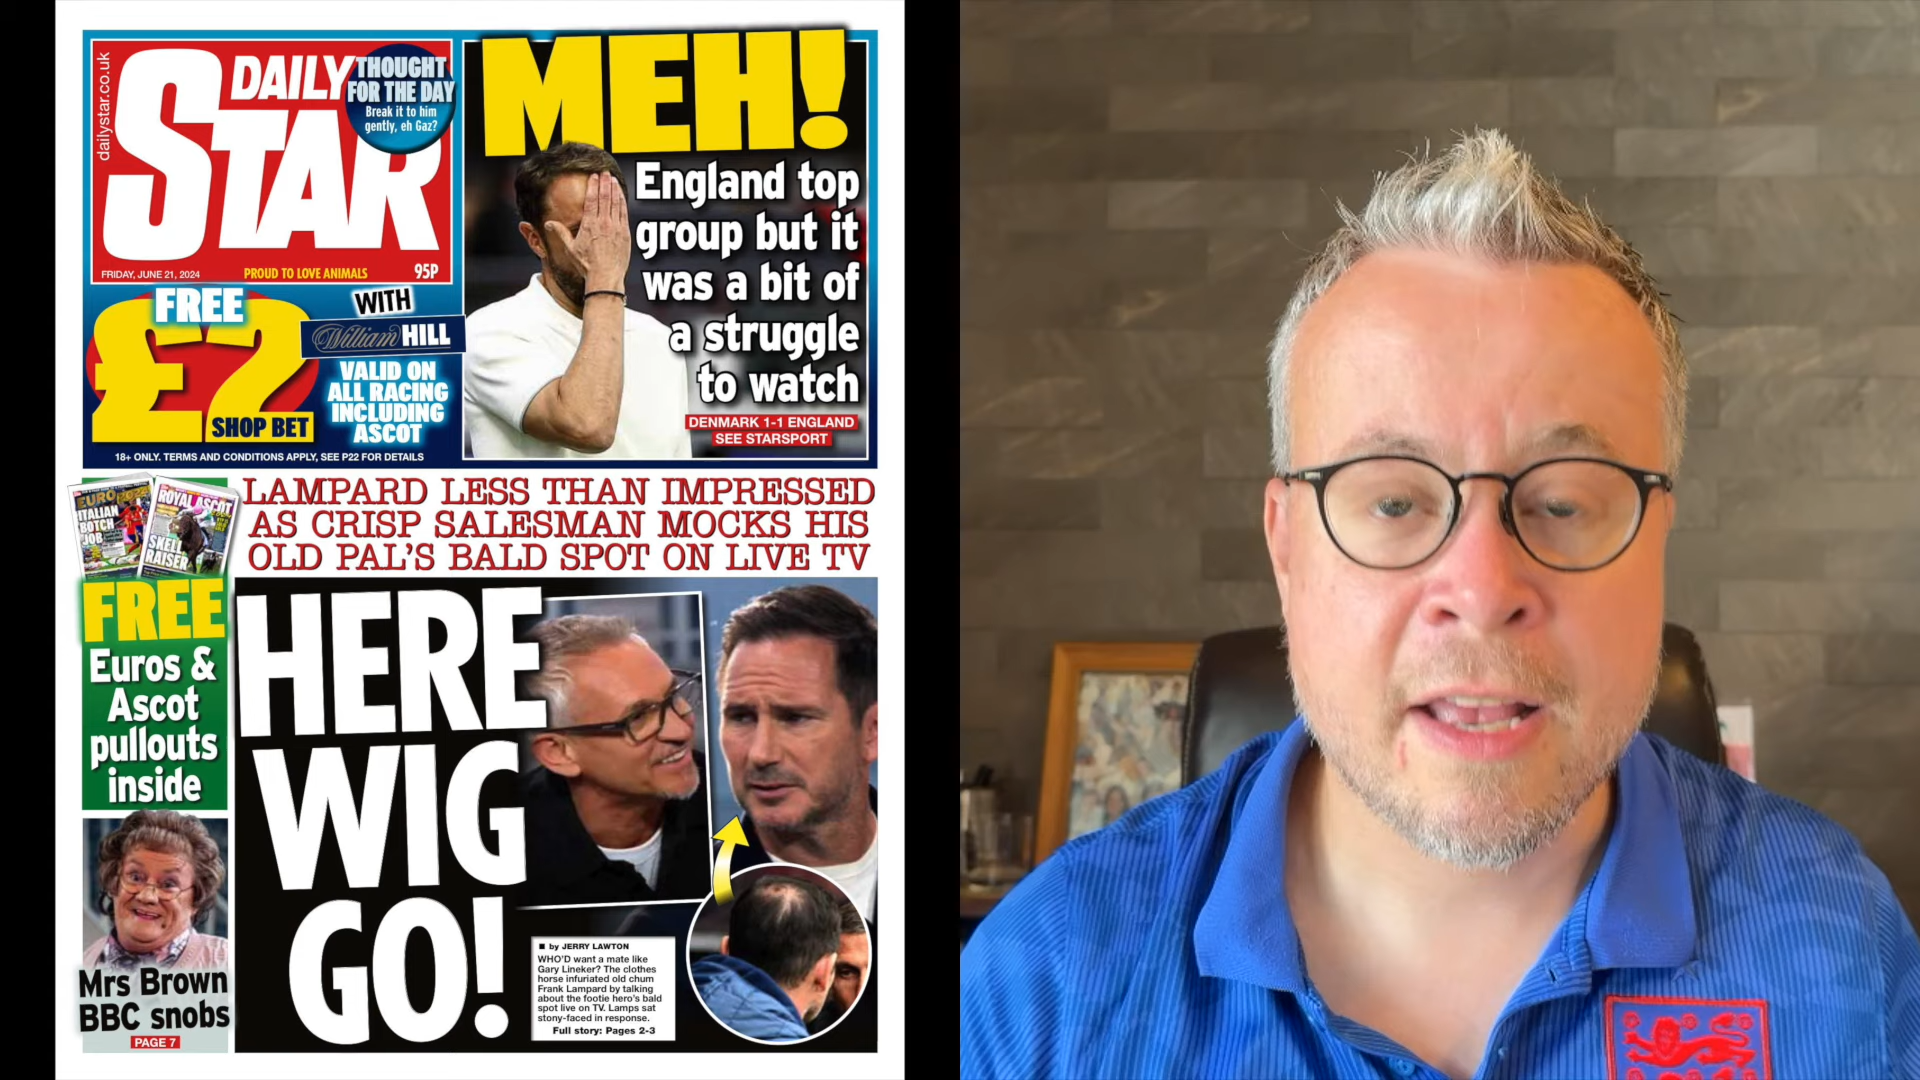 dailystar.co.uk
DAILY
STAR
THOUGHT
FOR THE DAY
Break it to him
gently, eh Gaz?
FRIDAY, JUNE 21, 2024
PROUD TO LOVE ANIMALS
95P
MEH!
England top
group but it
was a bit of
a struggle
to watch
DENMARK 1-1 ENGLAND
SEE STARSPORT
FREE
£2
SHOP BET
WITH
William HILL
VALID ON
ALL RACING
INCLUDING
ASCOT
18+ ONLY. TERMS AND CONDITIONS APPLY, SEE P22 FOR DETAILS
LAMPARD LESS THAN IMPRESSED
AS CRISP SALESMAN MOCKS HIS
OLD PAL'S BALD SPOT ON LIVE TV
EURO 2024
ITALIAN
BOTCH
JOB
ROYAL ASCOT
SKELL
RAISER
FREE
Euros &
Ascot
pullouts
inside
Mrs Brown
BBC snobs
PAGE 7
HERE
WIG
GO!
■ by JERRY LAWTON
WHO'D want a mate like
Gary Lineker? The clothes
horse infuriated old chum
Frank Lampard by talking
about the footie hero's bald
spot live on TV. Lamps sat
stony-faced in response.
Full story: Pages 2-3